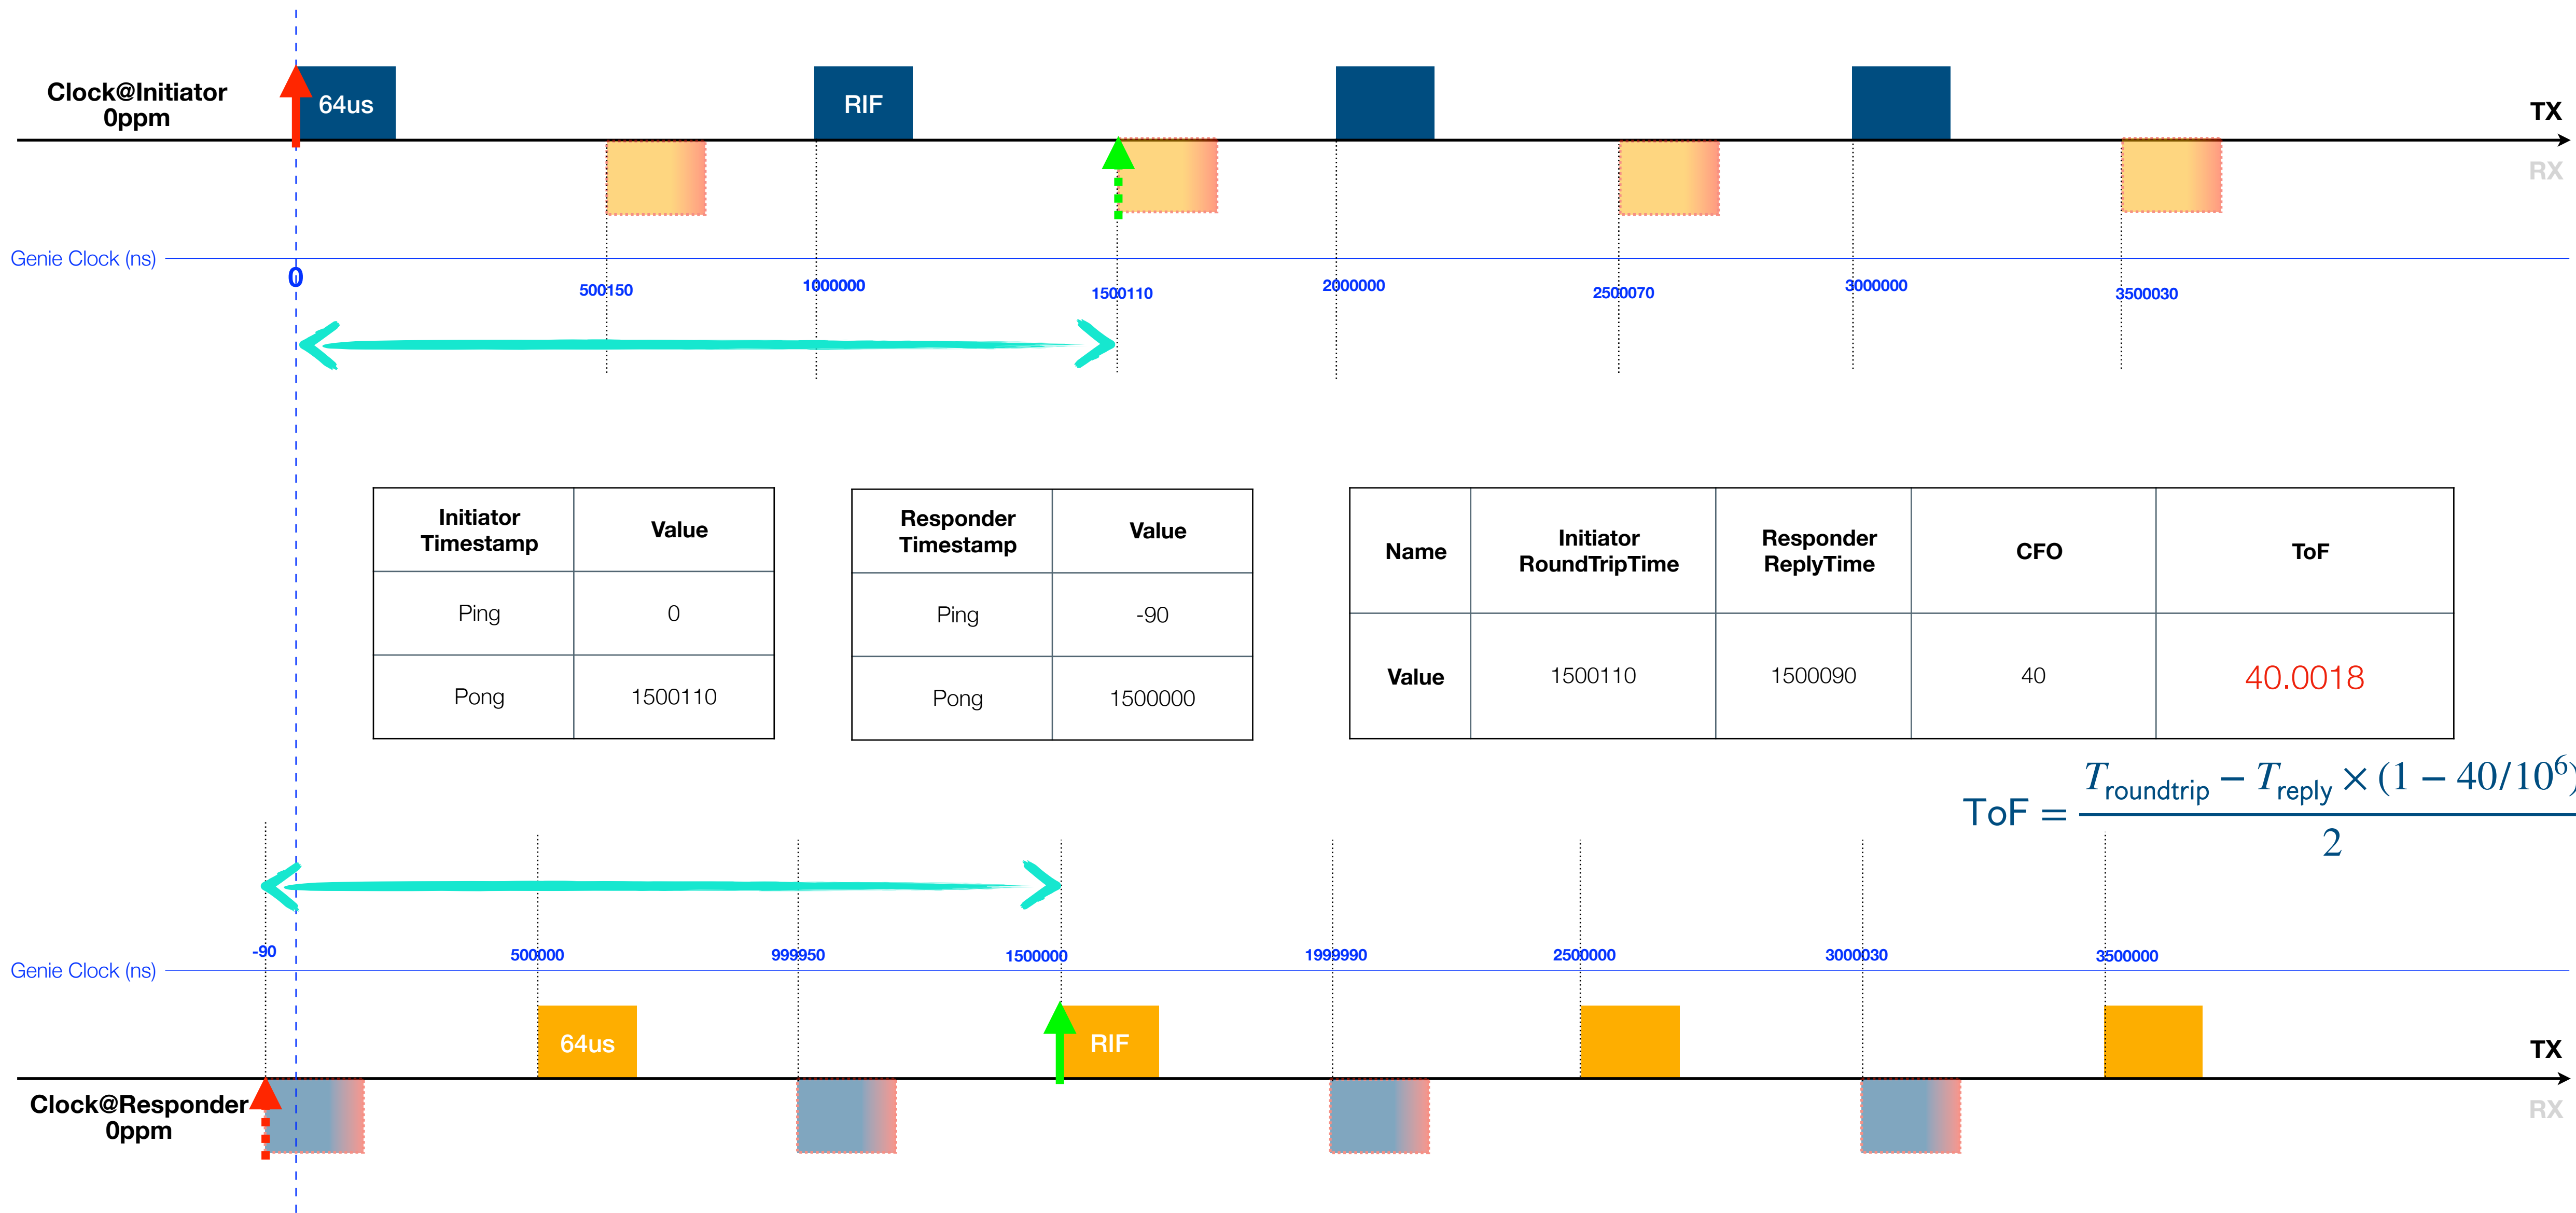 Clock@Initiator
0ppm
64us
RIF
TX
RX
Genie Clock (ns)
0
500150
1000000
1500110
2000000
2500070
3000000
3500030
Initiator
Timestamp
Value
Ping
0
Pong
1500110
Responder
Timestamp
Value
Ping
-90
Pong
1500000
Name
Initiator
RoundTripTime
Responder
ReplyTime
CFO
ToF
Value
1500110
1500090
40
40.0018
ToF = (T_roundtrip − T_reply × (1 − 40/10^6)) / 2
Genie Clock (ns)
-90
500000
999950
1500000
1999990
2500000
3000030
3500000
64us
RIF
TX
Clock@Responder
0ppm
RX